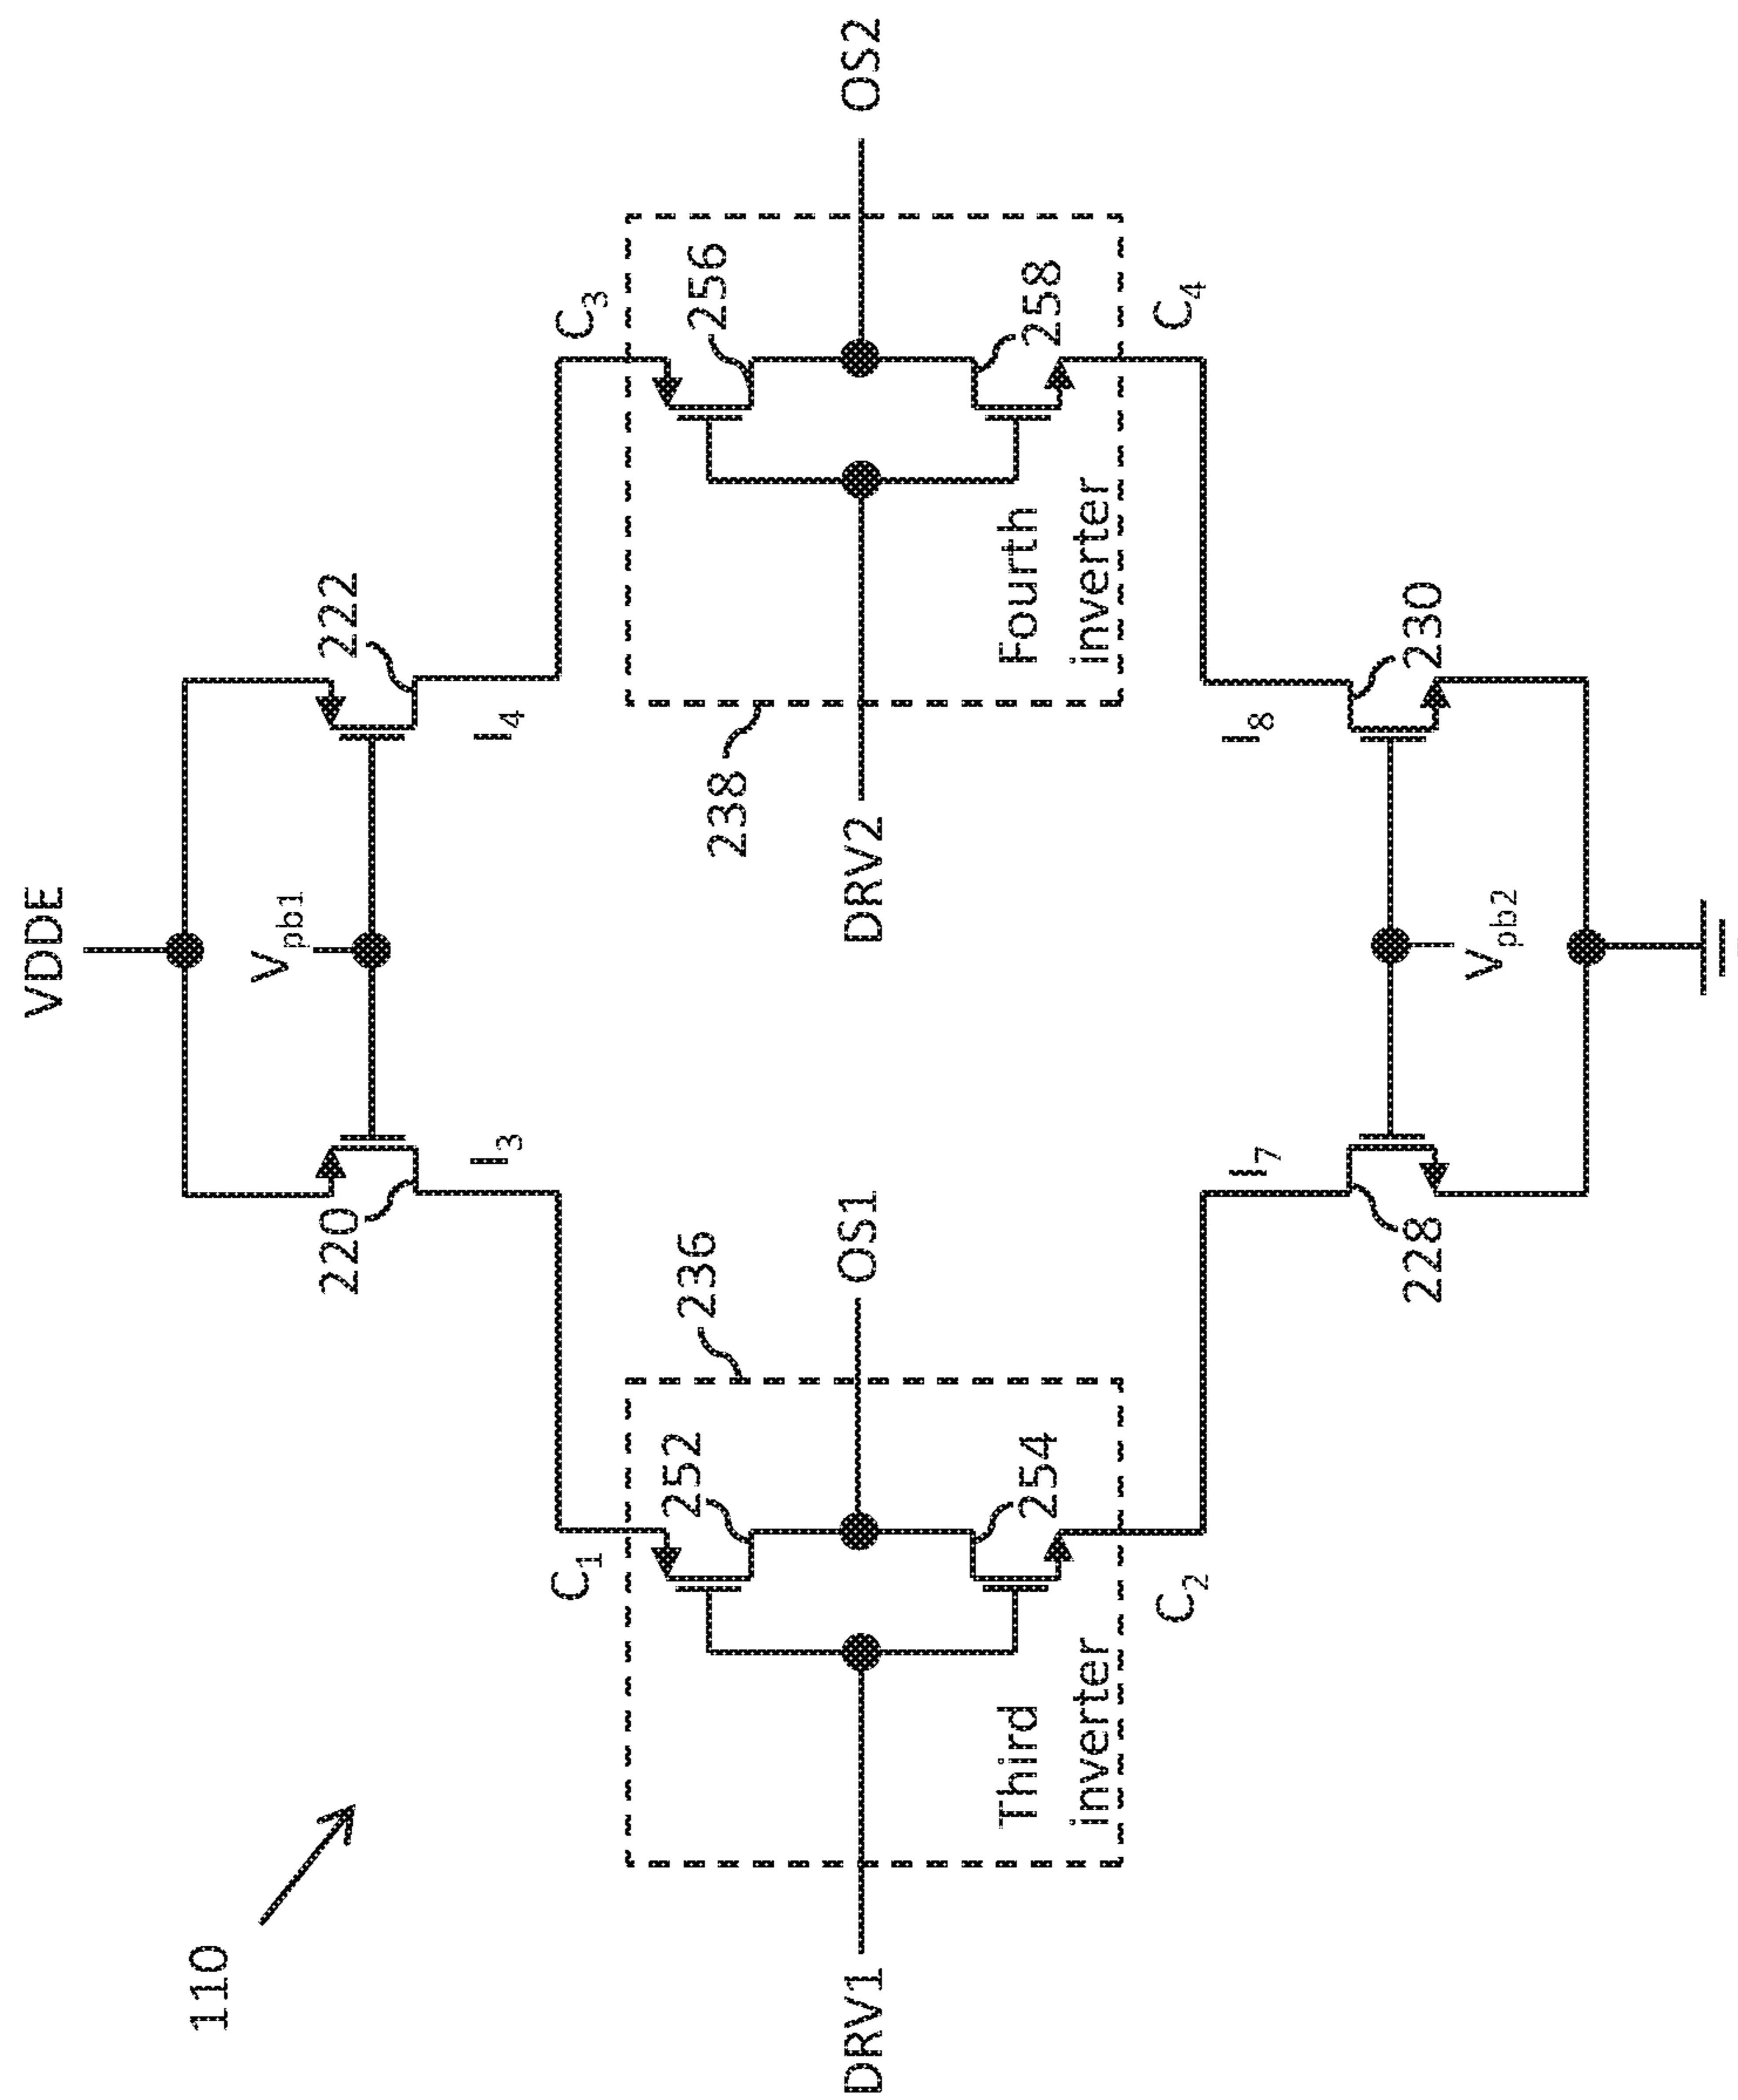 110
VDDE
Vpb1
220
222
I3
I4
C1
C3
236
238
252
256
DRV1
OS1
DRV2
OS2
254
258
Third
inverter
Fourth
inverter
C2
C4
I7
I8
228
230
Vpb2